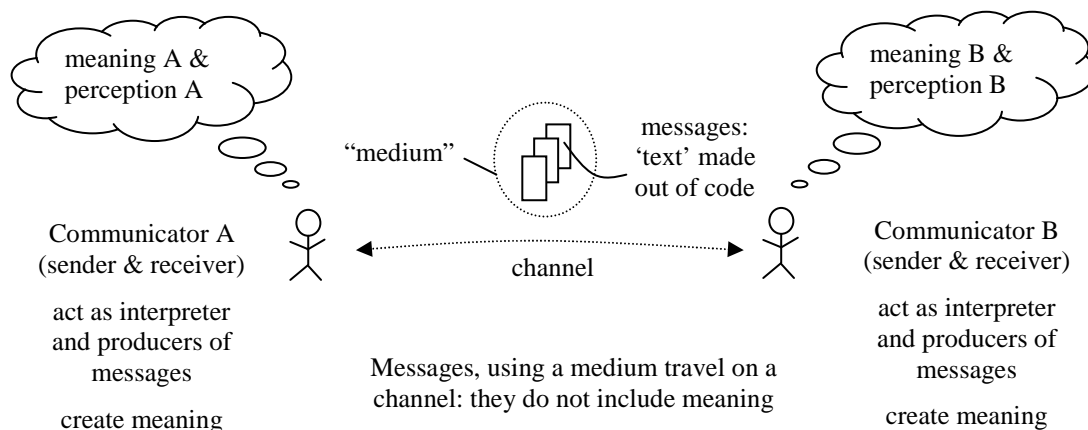 meaning A &
perception A
meaning B &
perception B
“medium”
messages:
‘text’ made
out of code
Communicator A
(sender & receiver)
act as interpreter
and producers of
messages
create meaning
channel
Messages, using a medium travel on a
channel: they do not include meaning
Communicator B
(sender & receiver)
act as interpreter
and producers of
messages
create meaning